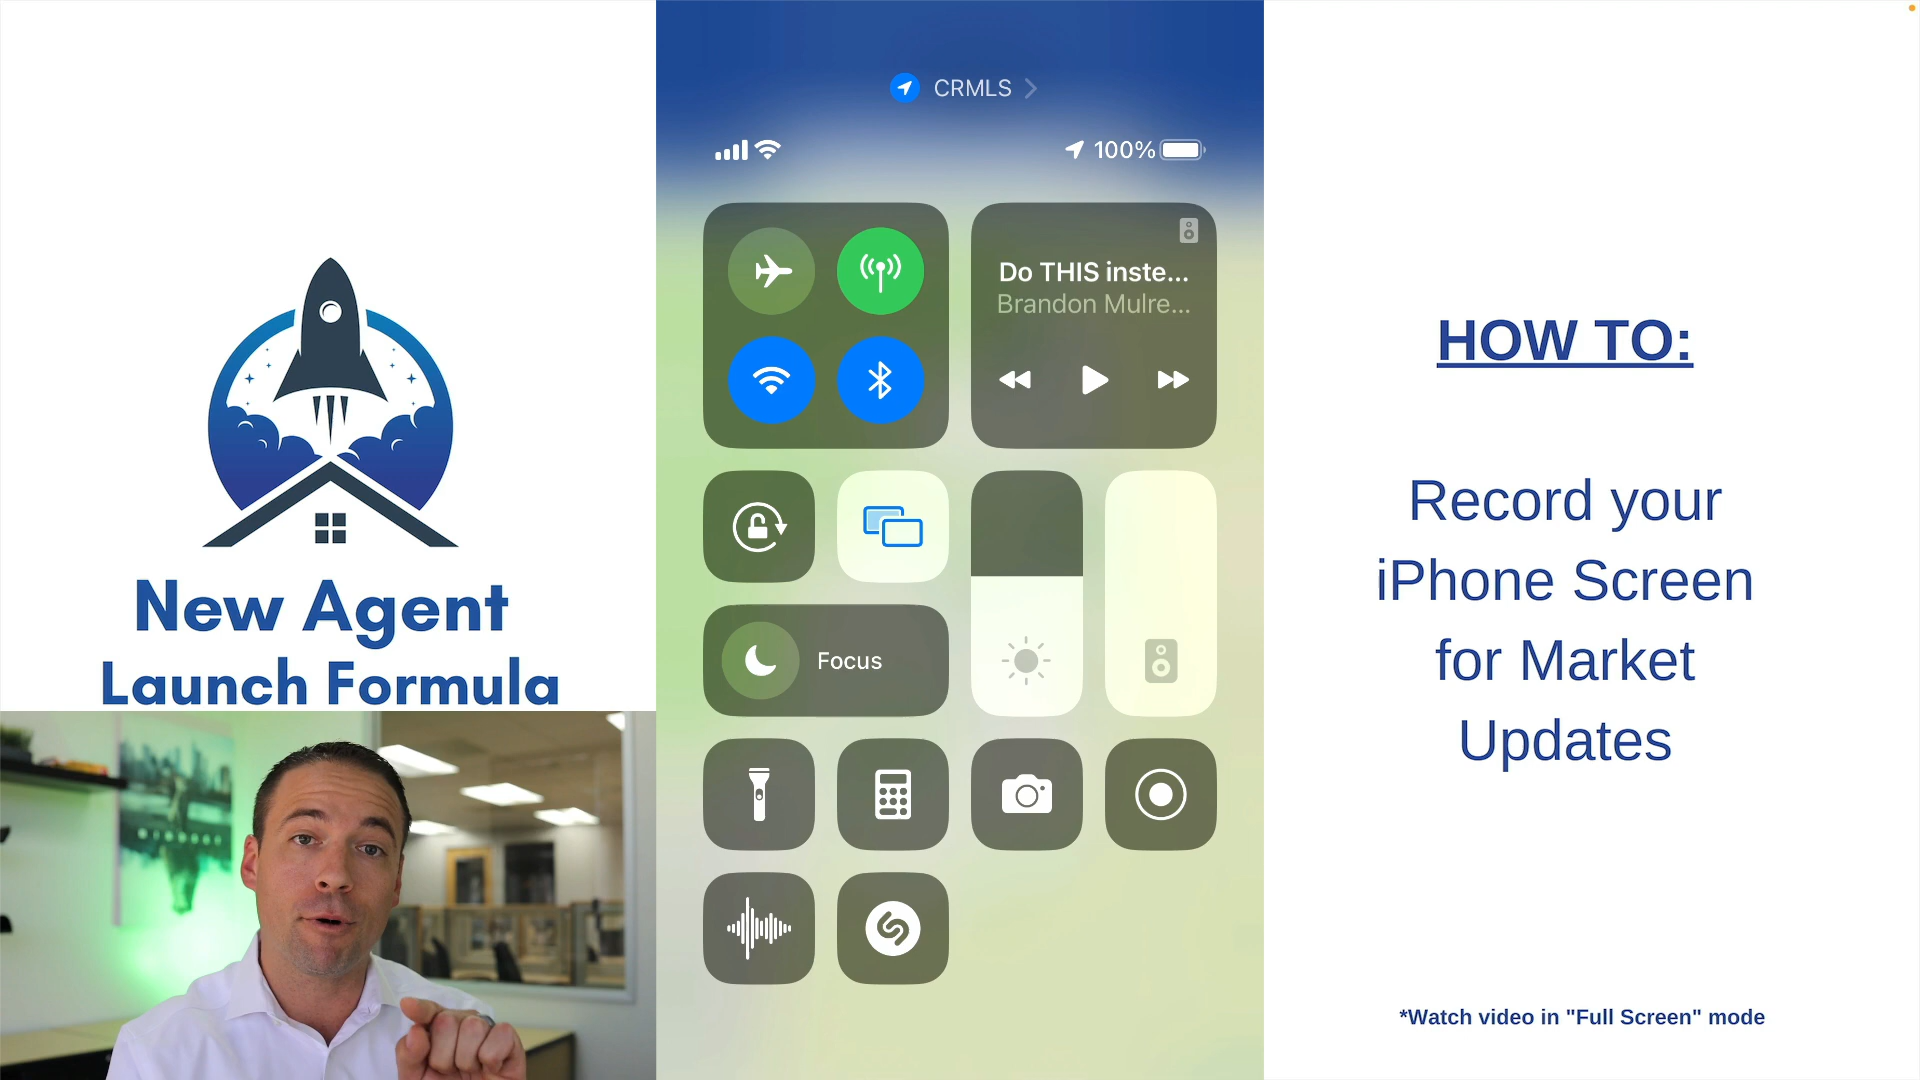 New Agent
Launch Formula
CRMLS
100%
Do THIS inste...
Brandon Mulre...
Focus
HOW TO:
Record your
iPhone Screen
for Market
Updates
*Watch video in "Full Screen" mode